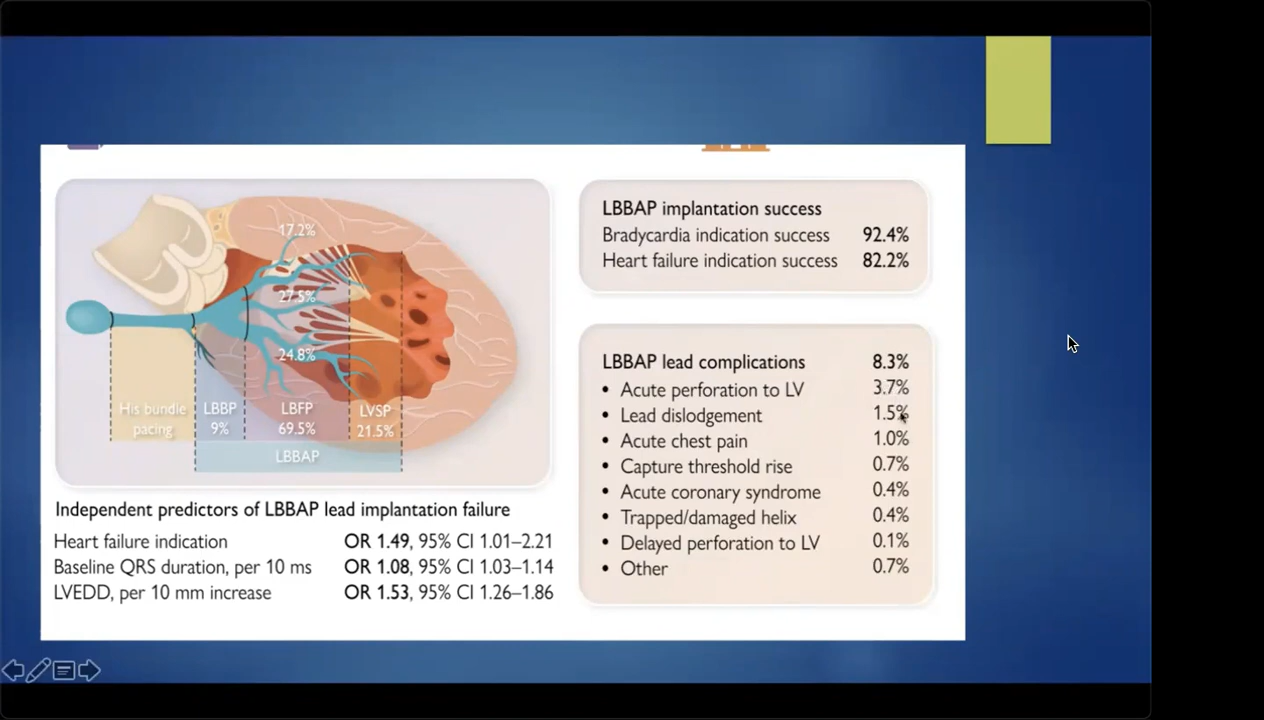 17.2%
27.5%
24.8%
His bundle
pacing
LBBP
9%
LBFP
69.5%
LVSP
21.5%
LBBAP
Independent predictors of LBBAP lead implantation failure
Heart failure indication OR 1.49, 95% CI 1.01–2.21
Baseline QRS duration, per 10 ms OR 1.08, 95% CI 1.03–1.14
LVEDD, per 10 mm increase OR 1.53, 95% CI 1.26–1.86
LBBAP implantation success
Bradycardia indication success 92.4%
Heart failure indication success 82.2%
LBBAP lead complications 8.3%
• Acute perforation to LV 3.7%
• Lead dislodgement 1.5%
• Acute chest pain 1.0%
• Capture threshold rise 0.7%
• Acute coronary syndrome 0.4%
• Trapped/damaged helix 0.4%
• Delayed perforation to LV 0.1%
• Other 0.7%